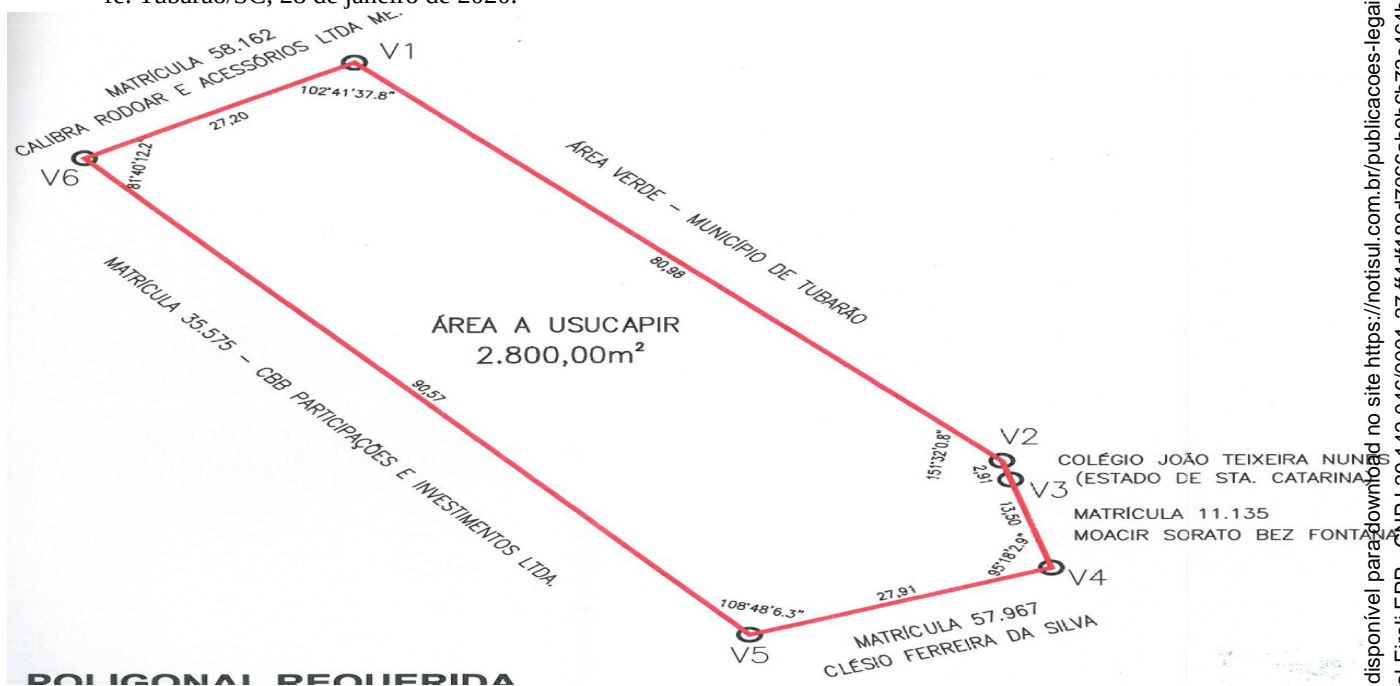 fé. Tubarão/SC, 28 de janeiro de 2020.
MATRÍCULA 58.162
CALIBRA RODOAR E ACESSÓRIOS LTDA ME.
V1
102°41'37.8"
27,20
V6
81°40'12.2"
ÁREA VERDE - MUNICÍPIO DE TUBARÃO
80,98
ÁREA A USUCAPIR
2.800,00m²
MATRÍCULA 35.575 - CBB PARTICIPAÇÕES E INVESTIMENTOS LTDA.
90,57
V2
151°32'0.8"
2,91
COLÉGIO JOÃO TEIXEIRA NUNES
(ESTADO DE STA. CATARINA)
V3
13,50
MATRÍCULA 11.135
MOACIR SORATO BEZ FONTANA
95°18'2.9"
V4
27,91
108°48'6.3"
V5
MATRÍCULA 57.967
CLÉSIO FERREIRA DA SILVA
POLIGONAL REQUERIDA
disponível para download no site https://notisul.com.br/publicacoes-legai